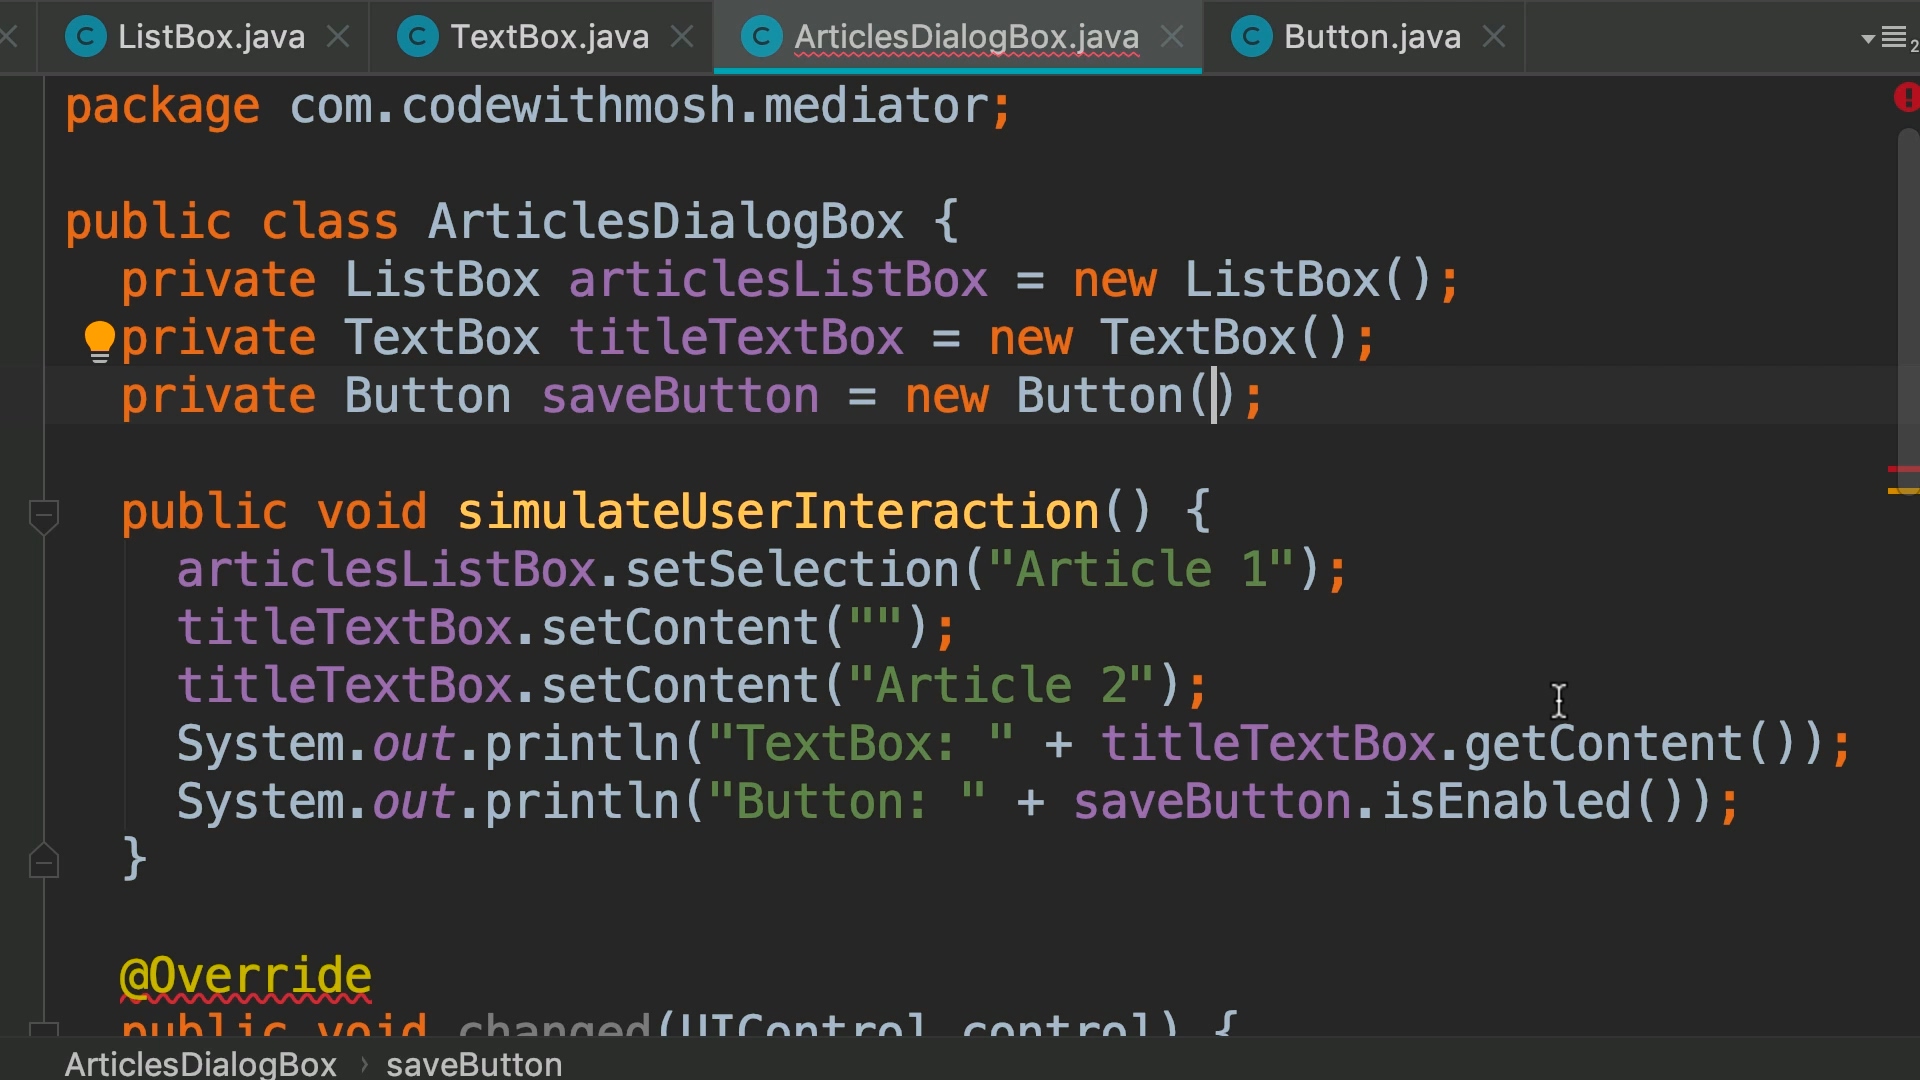 ListBox.java TextBox.java ArticlesDialogBox.java Button.java 2
package com.codewithmosh.mediator;
public class ArticlesDialogBox {
private ListBox articlesListBox = new ListBox();
private TextBox titleTextBox = new TextBox();
private Button saveButton = new Button();
public void simulateUserInteraction() {
articlesListBox.setSelection("Article 1");
titleTextBox.setContent("");
titleTextBox.setContent("Article 2");
System.out.println("TextBox: " + titleTextBox.getContent());
System.out.println("Button: " + saveButton.isEnabled());
}
@Override
public void changed(UIControl control) {
ArticlesDialogBox › saveButton